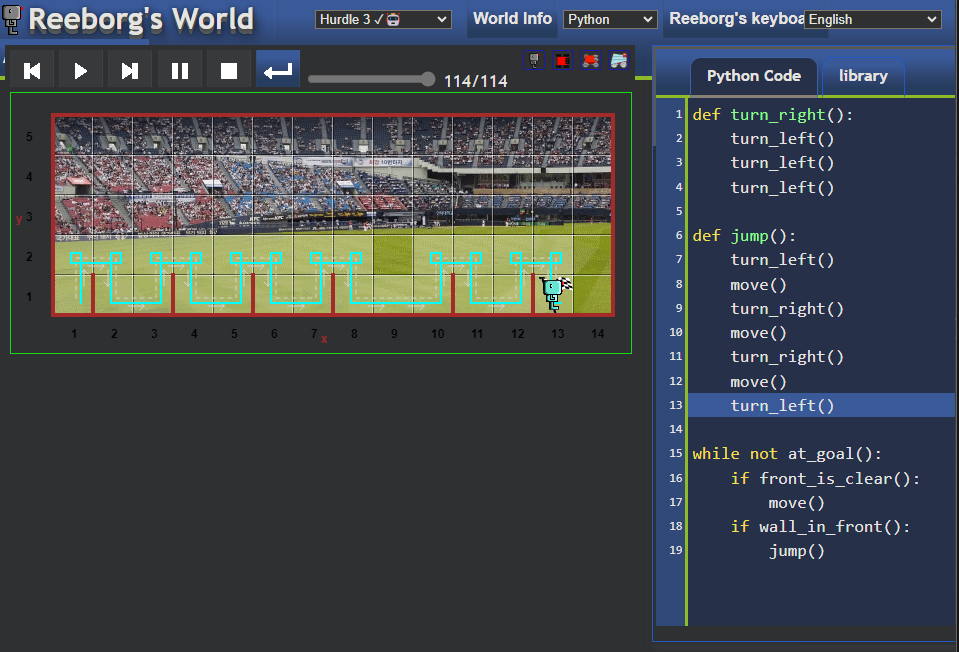 Reeborg's World
Hurdle 3 ✓
World Info
Python
Reeborg's keyboa
English
114/114
Python Code
library
5
4
y 3
2
1
1 2 3 4 5 6 7 8 9 10 11 12 13 14
x
1 def turn_right():
2     turn_left()
3     turn_left()
4     turn_left()
5
6 def jump():
7     turn_left()
8     move()
9     turn_right()
10     move()
11     turn_right()
12     move()
13     turn_left()
14
15 while not at_goal():
16     if front_is_clear():
17         move()
18     if wall_in_front():
19         jump()